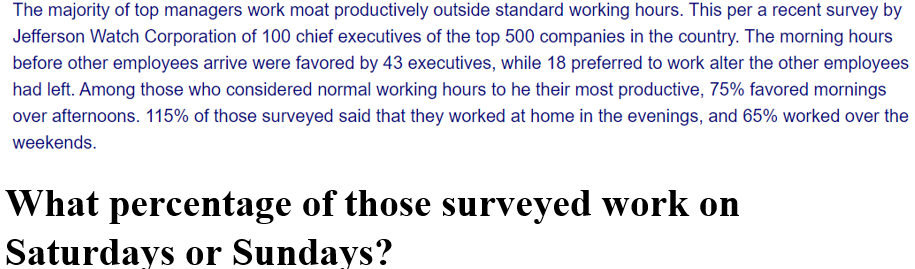 The majority of top managers work moat productively outside standard working hours. This per a recent survey by
Jefferson Watch Corporation of 100 chief executives of the top 500 companies in the country. The morning hours
before other employees arrive were favored by 43 executives, while 18 preferred to work alter the other employees
had left. Among those who considered normal working hours to he their most productive, 75% favored mornings
over afternoons. 115% of those surveyed said that they worked at home in the evenings, and 65% worked over the
weekends.
What percentage of those surveyed work on
Saturdays or Sundays?